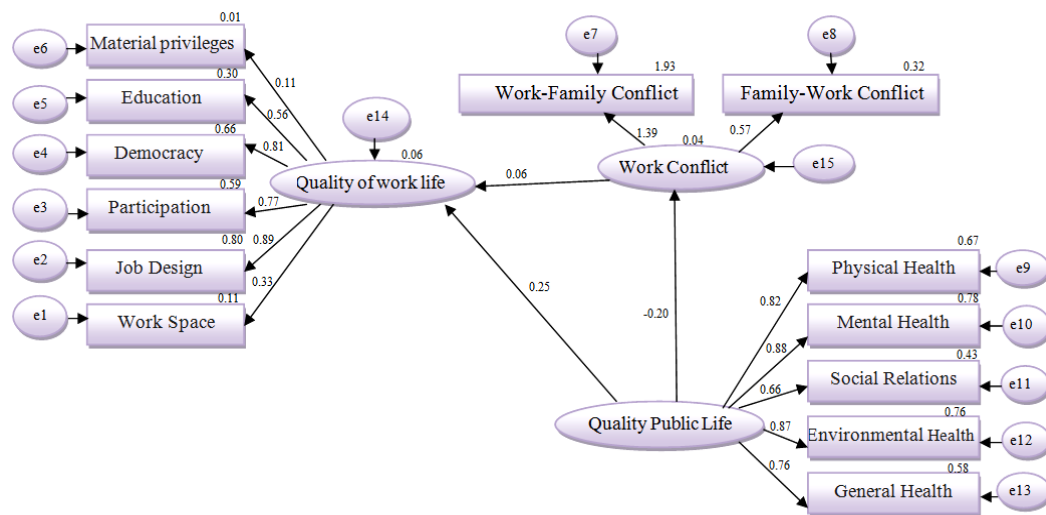 0.01
e6
Material privileges
0.11
0.30
e5
Education
0.56
0.66
e4
Democracy
0.81
0.59
e3
Participation
0.77
0.80
0.89
e2
Job Design
0.33
0.11
e1
Work Space
e14
0.06
Quality of work life
e7
1.93
Work-Family Conflict
e8
0.32
Family-Work Conflict
1.39
0.57
0.04
Work Conflict
e15
0.06
0.25
-0.20
Quality Public Life
0.67
Physical Health
e9
0.82
0.78
Mental Health
e10
0.88
0.43
Social Relations
e11
0.66
0.76
Environmental Health
e12
0.87
0.58
General Health
e13
0.76